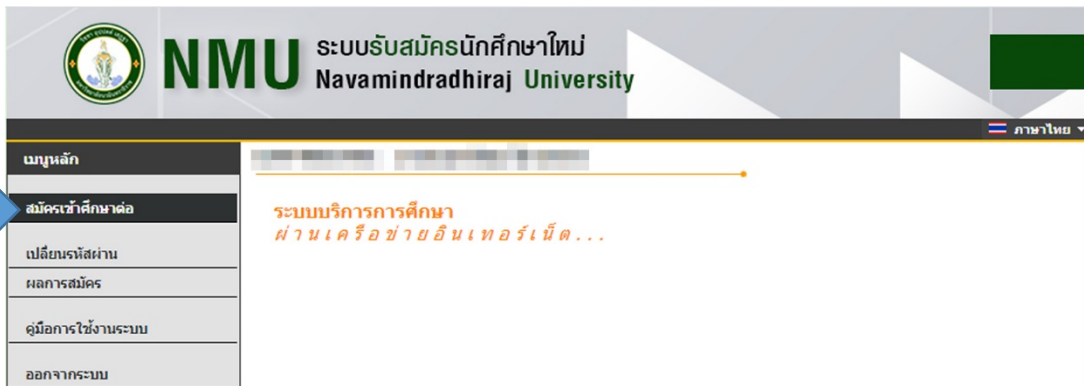 NMU
ระบบรับสมัครนักศึกษาใหม่
Navamindradhiraj University
ภาษาไทย
เมนูหลัก
สมัครเข้าศึกษาต่อ
ระบบบริการการศึกษา
ผ่านเครือข่ายอินเทอร์เน็ต...
เปลี่ยนรหัสผ่าน
ผลการสมัคร
คู่มือการใช้งานระบบ
ออกจากระบบ